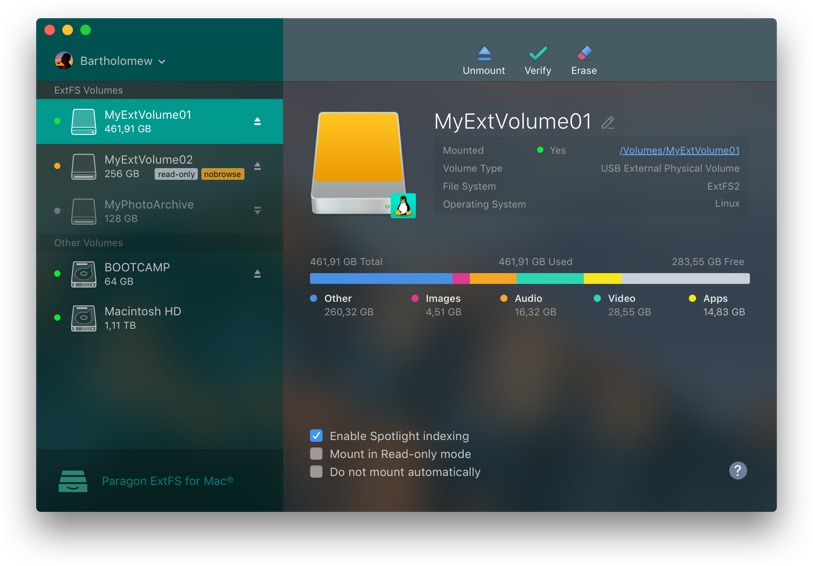 Bartholomew
Unmount Verify Erase
ExtFS Volumes
MyExtVolume01
461,91 GB
MyExtVolume02
256 GB read-only nobrowse
MyPhotoArchive
128 GB
Other Volumes
BOOTCAMP
64 GB
Macintosh HD
1,11 TB
Paragon ExtFS for Mac®
MyExtVolume01
Mounted Yes /Volumes/MyExtVolume01
Volume Type USB External Physical Volume
File System ExtFS2
Operating System Linux
461,91 GB Total 461,91 GB Used 283,55 GB Free
Other Images Audio Video Apps
260,32 GB 4,51 GB 16,32 GB 28,55 GB 14,83 GB
Enable Spotlight indexing
Mount in Read-only mode
Do not mount automatically
?